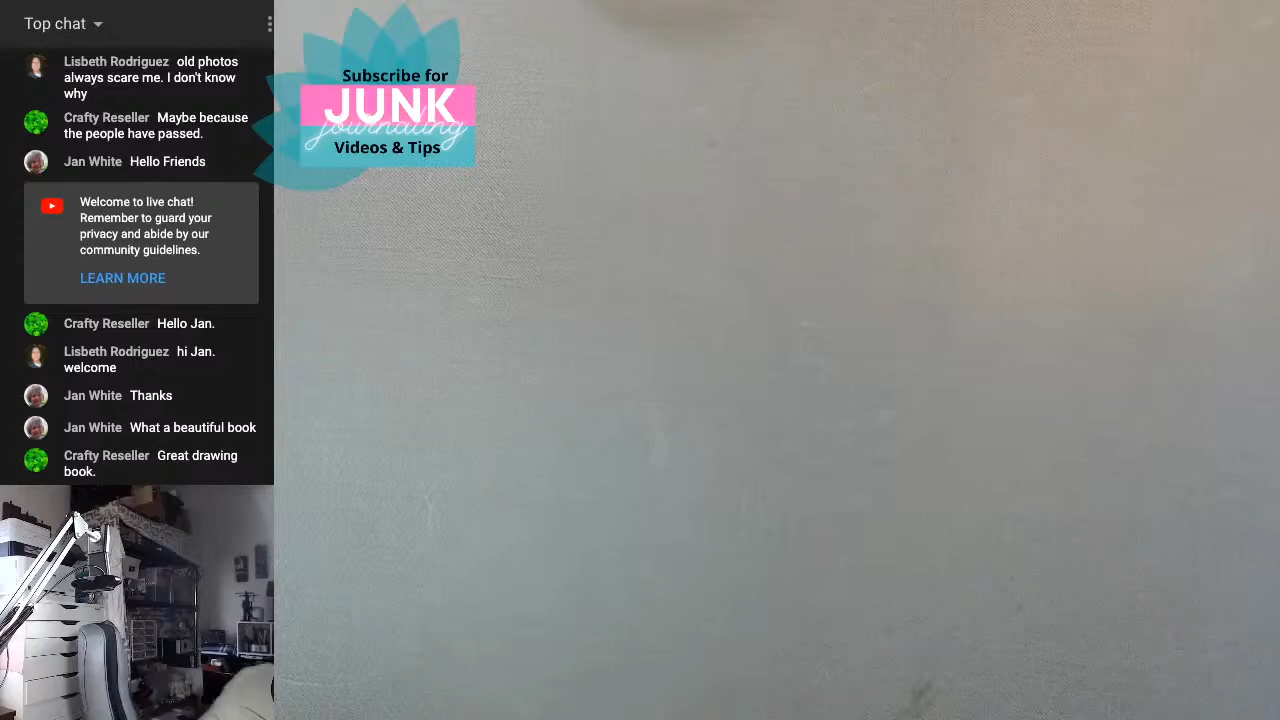 Top chat
Lisbeth Rodriguez old photos
always scare me. I don't know
why
Crafty Reseller Maybe because
the people have passed.
Jan White Hello Friends
Welcome to live chat!
Remember to guard your
privacy and abide by our
community guidelines.
LEARN MORE
Crafty Reseller Hello Jan.
Lisbeth Rodriguez hi Jan.
welcome
Jan White Thanks
Jan White What a beautiful book
Crafty Reseller Great drawing
book.
Subscribe for
JUNK
journaling
Videos & Tips